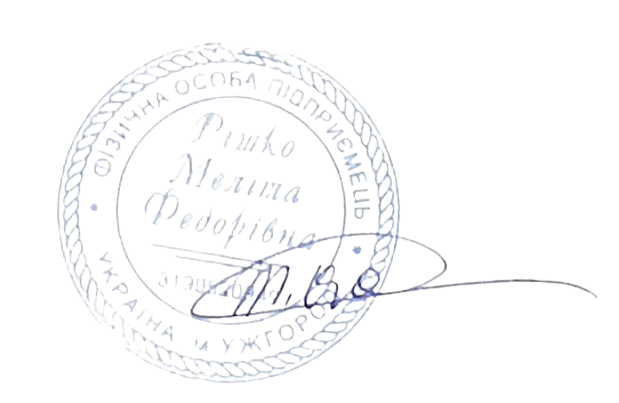 ФІЗИЧНА ОСОБА ПІДПРИЄМЕЦЬ
Рішко
Меліта
Федорівна
УКРАЇНА м УЖГОРОД